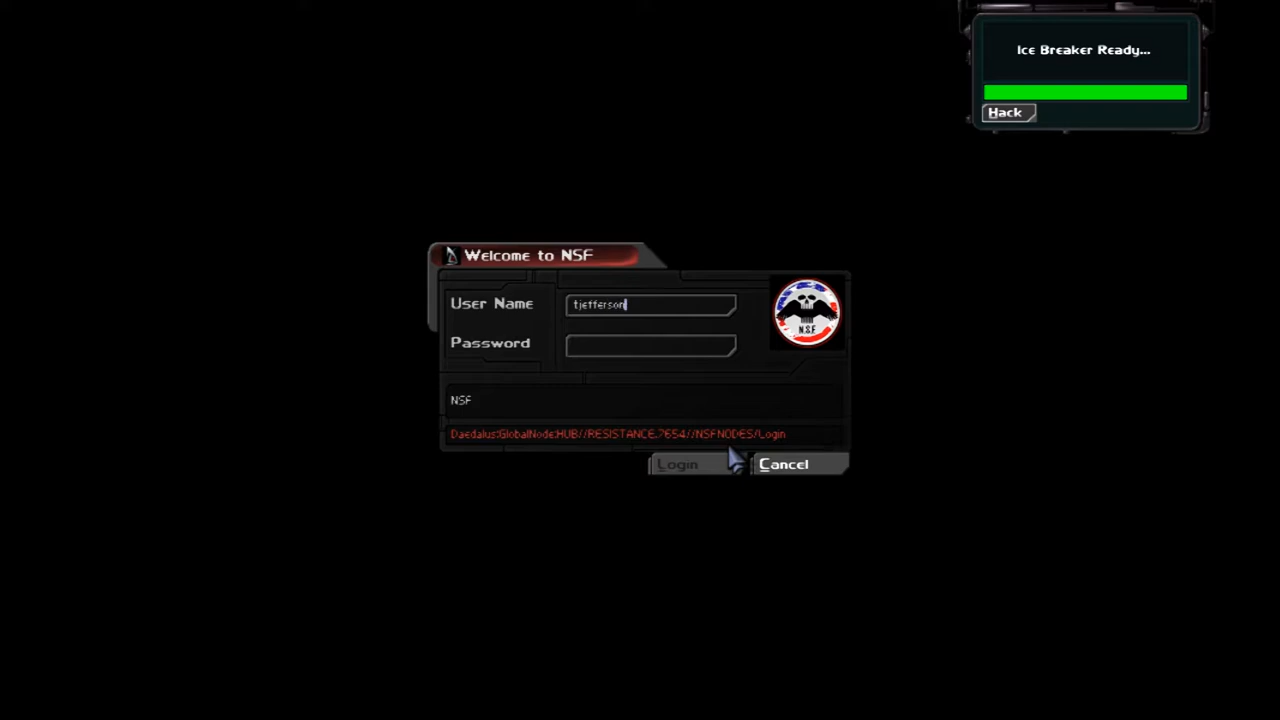 Ice Breaker Ready...
Hack
Welcome to NSF
User Name
tjefferson
N.S.F.
Password
NSF
Daedalus:GlobalNode:HUB//RESISTANCE.7654//NSFNODES/Login
Login
Cancel